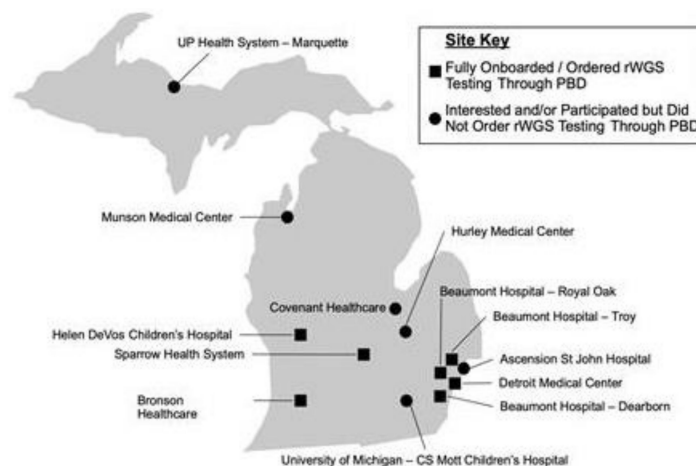 UP Health System – Marquette
Site Key
Fully Onboarded / Ordered rWGS
Testing Through PBD
Interested and/or Participated but Did
Not Order rWGS Testing Through PBD
Munson Medical Center
Hurley Medical Center
Covenant Healthcare
Beaumont Hospital – Royal Oak
Beaumont Hospital – Troy
Helen DeVos Children's Hospital
Sparrow Health System
Ascension St John Hospital
Detroit Medical Center
Bronson
Healthcare
Beaumont Hospital – Dearborn
University of Michigan – CS Mott Children's Hospital